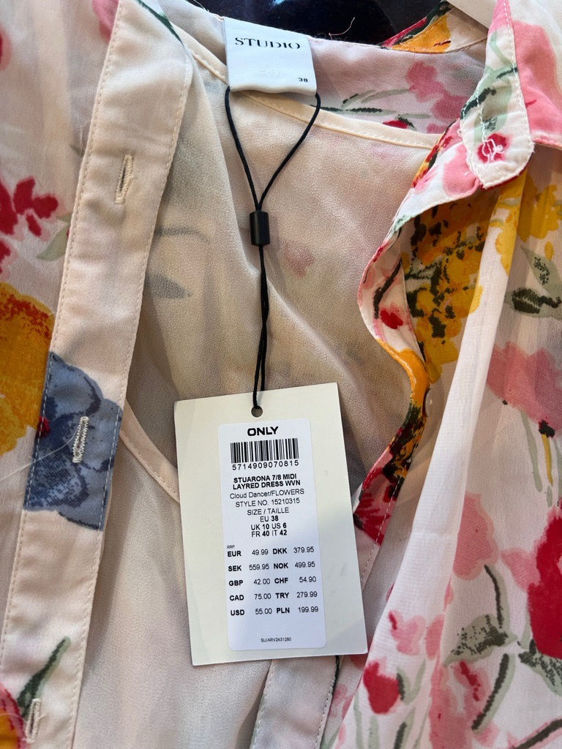 STUDIO
38
ONLY
5714909070815
STUARONA 7/8 MIDI
LAYRED DRESS WVN
Cloud Dancer/FLOWERS
STYLE NO. 15210315
SIZE / TAILLE
EU 38
UK 10 US 6
FR 40 IT 42
RRP
EUR 49.99 DKK 379.95
SEK 559.95 NOK 499.95
GBP 42.00 CHF 54.90
CAD 75.00 TRY 279.99
USD 55.00 PLN 199.99